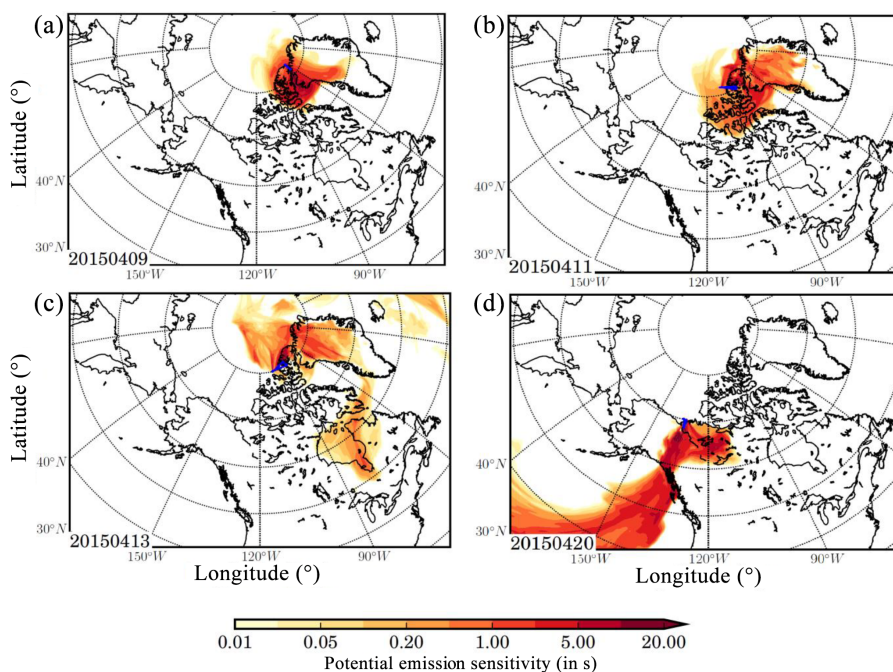 (a)
(b)
Latitude (°)
40°N
30°N
20150409
20150411
150°W
120°W
90°W
150°W
120°W
90°W
40°N
30°N
(c)
(d)
Latitude (°)
40°N
30°N
20150413
20150420
150°W
120°W
90°W
150°W
120°W
90°W
40°N
30°N
Longitude (°)
Longitude (°)
0.01 0.05 0.20 1.00 5.00 20.00
Potential emission sensitivity (in s)